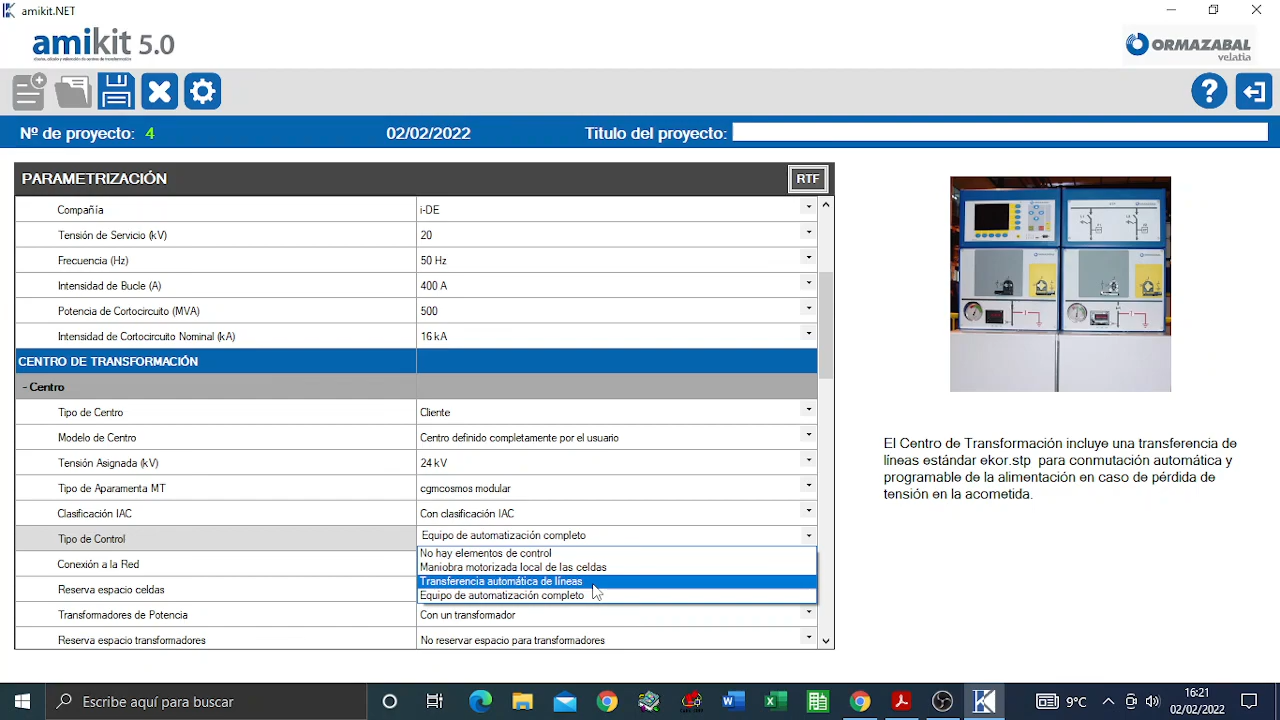 amikit.NET
amikit 5.0
ORMAZABAL
velatia
?
Nº de proyecto: 4
02/02/2022
Titulo del proyecto:
PARAMETRIZACIÓN
RTF
Compañía
i-DE
Tensión de Servicio (kV)
20
Frecuencia (Hz)
50 Hz
Intensidad de Bucle (A)
400 A
Potencia de Cortocircuito (MVA)
500
Intensidad de Cortocircuito Nominal (kA)
16 kA
CENTRO DE TRANSFORMACIÓN
- Centro
Tipo de Centro
Cliente
Modelo de Centro
Centro definido completamente por el usuario
Tensión Asignada (kV)
24 kV
Tipo de Aparamenta MT
cgmcosmos modular
Clasificación IAC
Con clasificación IAC
Tipo de Control
Equipo de automatización completo
No hay elementos de control
Maniobra motorizada local de las celdas
Transferencia automática de líneas
Equipo de automatización completo
Conexión a la Red
Reserva espacio celdas
Transformadores de Potencia
Con un transformador
Reserva espacio transformadores
No reservar espacio para transformadores
El Centro de Transformación incluye una transferencia de
líneas estándar ekor.stp para conmutación automática y
programable de la alimentación en caso de pérdida de
tensión en la acometida.
Escribe aquí para buscar
9°C
16:21
02/02/2022